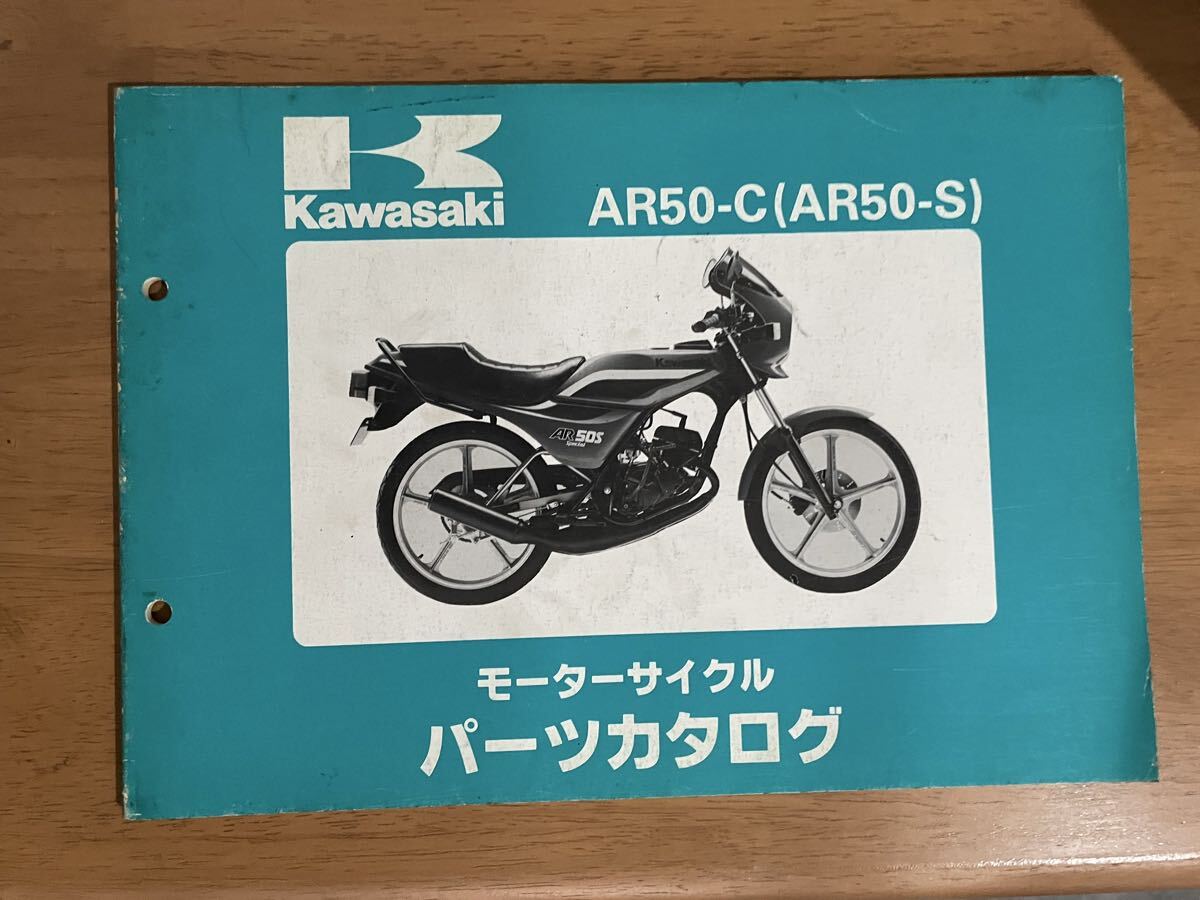 Kawasaki
AR50-C(AR50-S)
AR50S
Special
モーターサイクル
パーツカタログ